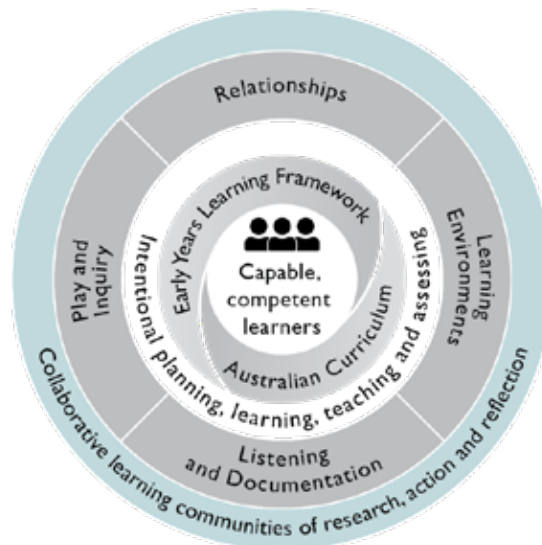 Relationships
Early Years Learning Framework
Learning
Environments
Play and
Inquiry
Capable,
competent
learners
Australian Curriculum
Intentional planning, learning, teaching and assessing
Listening
and Documentation
Collaborative learning communities of research, action and reflection